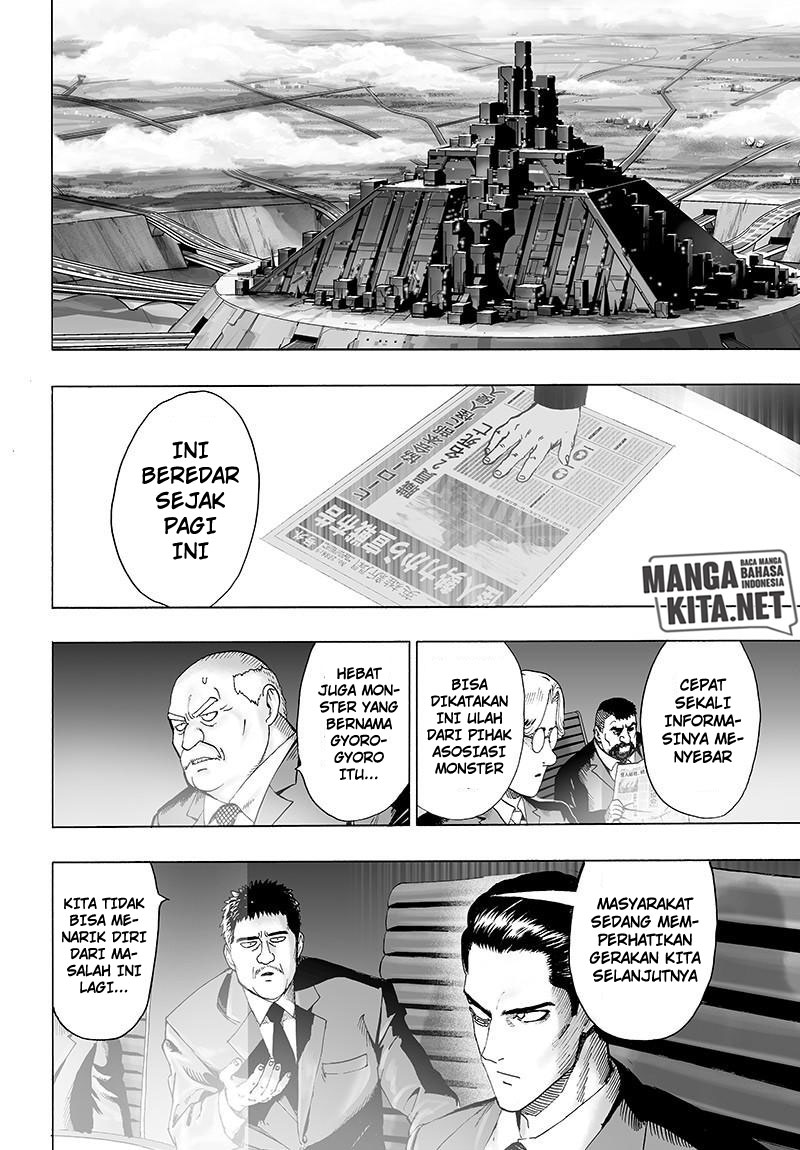 INI
BEREDAR
SEJAK
PAGI
INI
MANGA
KITA.NET
BACA MANGA
BAHASA
INDONESIA
CEPAT
SEKALI
INFORMA-
SINYA ME-
NYEBAR
BISA
DIKATAKAN
INI ULAH
DARI PIHAK
ASOSIASI
MONSTER
HEBAT
JUGA MON-
STER YANG
BERNAMA
GYORO-
GYORO
ITU...
MASYARAKAT
SEDANG MEM-
PERHATIKAN
GERAKAN KITA
SELANJUTNYA
KITA TIDAK
BISA ME-
NARIK DIRI
DARI MA-
SALAH INI
LAGI...